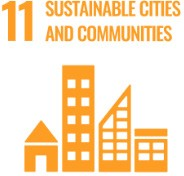 11 SUSTAINABLE CITIES
AND COMMUNITIES